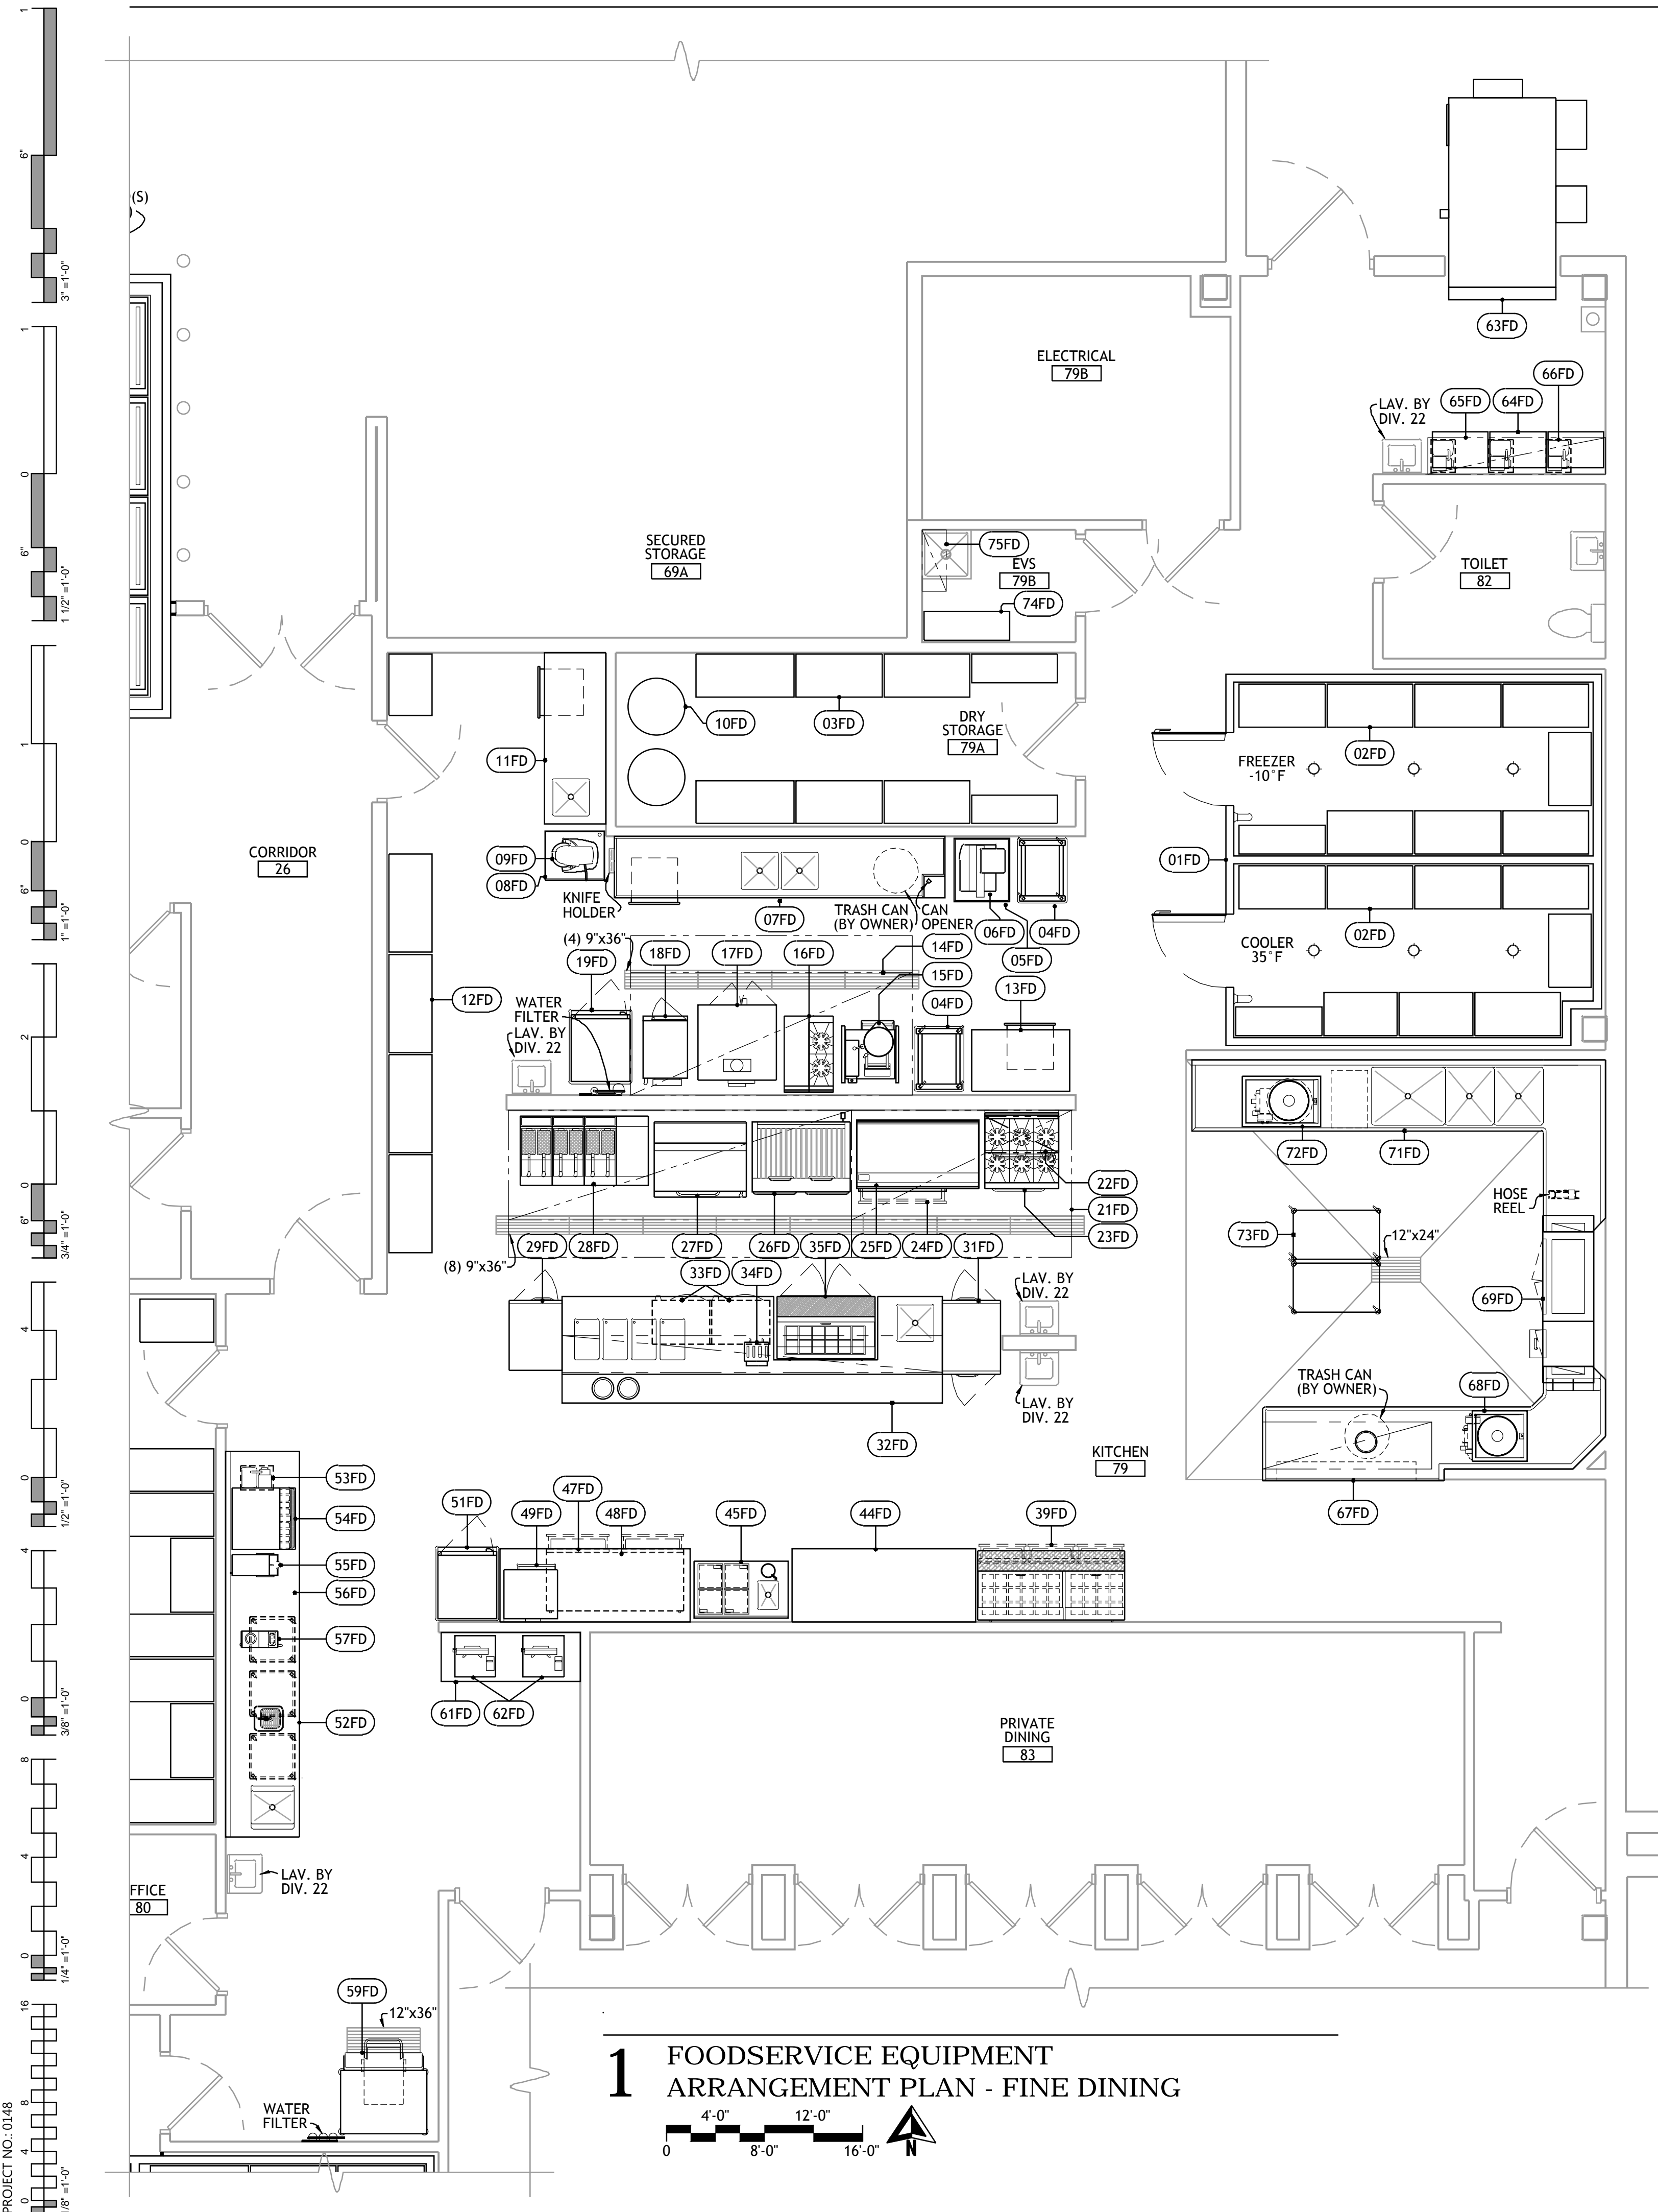 1
6"
3" =1'-0"
1
0
6"
1 1/2" =1'-0"
1
0
6"
1" =1'-0"
2
0
6"
3/4" =1'-0"
4
0
1/2" =1'-0"
4
0
3/8" =1'-0"
8
4
0
1/4" =1'-0"
16
8
4
0
1/8" =1'-0"
PROJECT NO.: 0148
(S)
63FD
ELECTRICAL
79B
66FD
65FD
64FD
LAV. BY
DIV. 22
SECURED
STORAGE
69A
75FD
EVS
79B
74FD
TOILET
82
10FD
03FD
DRY
STORAGE
79A
11FD
02FD
FREEZER
-10°F
CORRIDOR
26
09FD
08FD
KNIFE
HOLDER
07FD
TRASH CAN
(BY OWNER)
CAN
OPENER
06FD
04FD
05FD
01FD
02FD
COOLER
35°F
(4) 9"x36"
19FD
18FD
17FD
16FD
14FD
15FD
04FD
13FD
12FD
WATER
FILTER
LAV. BY
DIV. 22
72FD
71FD
22FD
21FD
23FD
HOSE
REEL
73FD
12"x24"
69FD
29FD
28FD
27FD
26FD
35FD
25FD
24FD
31FD
(8) 9"x36"
33FD
34FD
LAV. BY
DIV. 22
LAV. BY
DIV. 22
TRASH CAN
(BY OWNER)
68FD
32FD
KITCHEN
79
67FD
53FD
54FD
55FD
56FD
57FD
52FD
51FD
49FD
47FD
48FD
45FD
44FD
39FD
61FD
62FD
PRIVATE
DINING
83
LAV. BY
DIV. 22
FFICE
80
59FD
12"x36"
WATER
FILTER
1
FOODSERVICE EQUIPMENT
ARRANGEMENT PLAN - FINE DINING
4'-0"
12'-0"
0
8'-0"
16'-0"
N